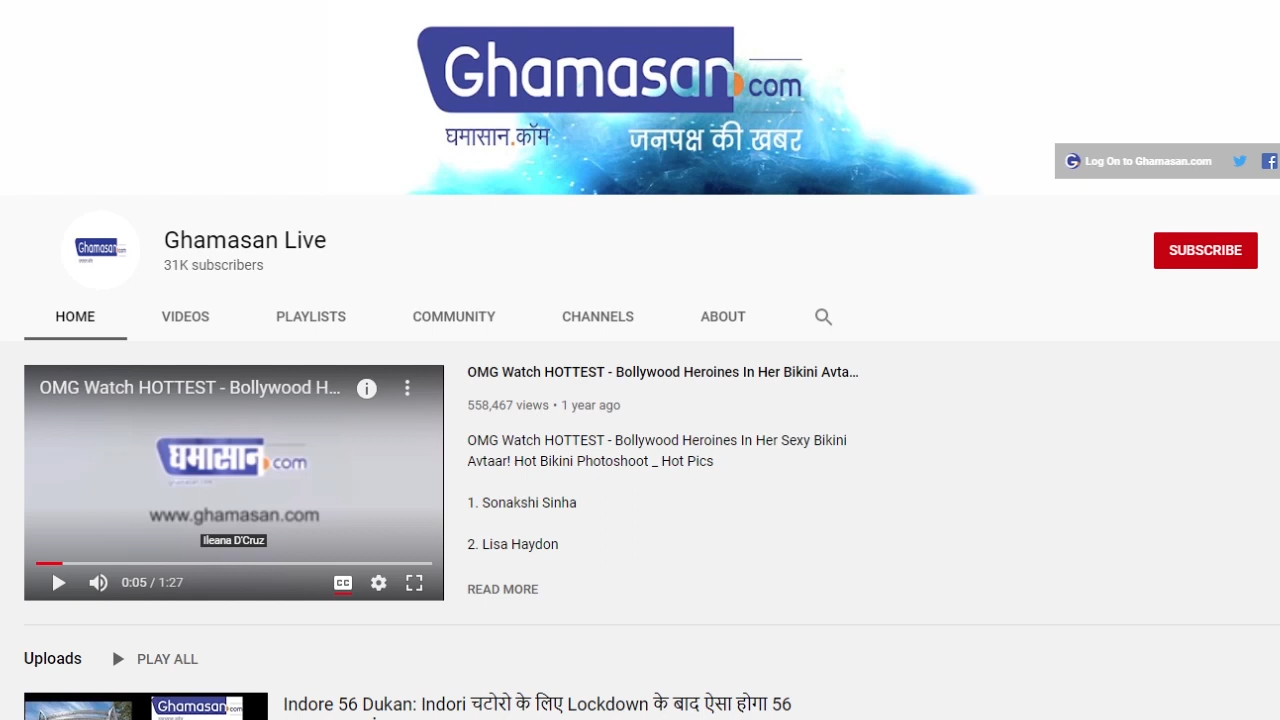 Ghamasan.com
घमासान.कॉम
जनपक्ष की खबर
Log On to Ghamasan.com
Ghamasan.com
Ghamasan Live
31K subscribers
SUBSCRIBE
HOME VIDEOS PLAYLISTS COMMUNITY CHANNELS ABOUT
OMG Watch HOTTEST - Bollywood H...
घमासान.com
www.ghamasan.com
Ileana D'Cruz
0:05 / 1:27
CC
OMG Watch HOTTEST - Bollywood Heroines In Her Bikini Avta...
558,467 views • 1 year ago
OMG Watch HOTTEST - Bollywood Heroines In Her Sexy Bikini
Avtaar! Hot Bikini Photoshoot _ Hot Pics
1. Sonakshi Sinha
2. Lisa Haydon
READ MORE
Uploads PLAY ALL
Ghamasan.com
Indore 56 Dukan: Indori चटोरो के लिए Lockdown के बाद ऐसा होगा 56